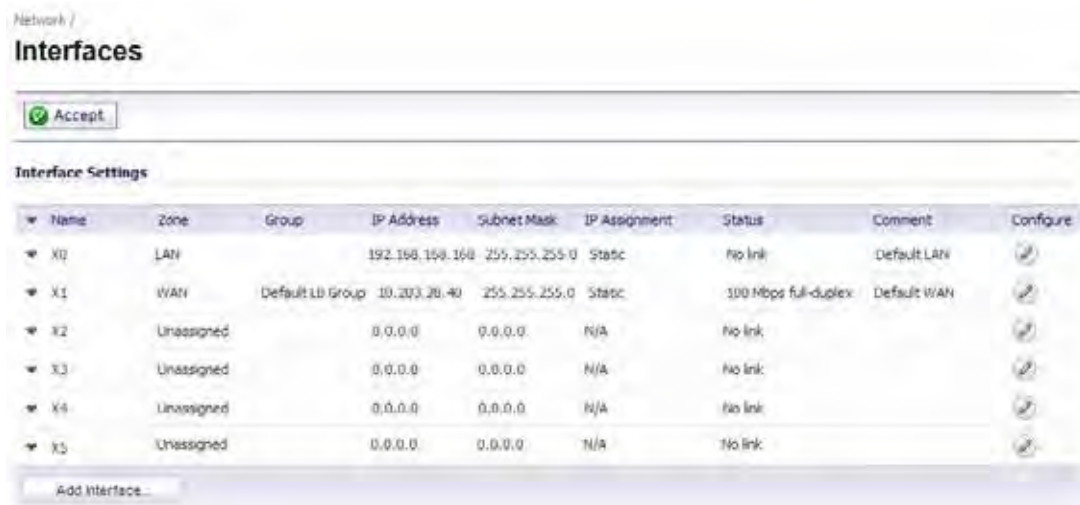 Network /
Interfaces
Accept
Interface Settings
Name Zone Group IP Address Subnet Mask IP Assignment Status Comment Configure
X0 LAN 192.168.168.168 255.255.255.0 Static No link Default LAN
X1 WAN Default LB Group 10.203.28.40 255.255.255.0 Static 100 Mbps full-duplex Default WAN
X2 Unassigned 0.0.0.0 0.0.0.0 N/A No link
X3 Unassigned 0.0.0.0 0.0.0.0 N/A No link
X4 Unassigned 0.0.0.0 0.0.0.0 N/A No link
X5 Unassigned 0.0.0.0 0.0.0.0 N/A No link
Add Interface...